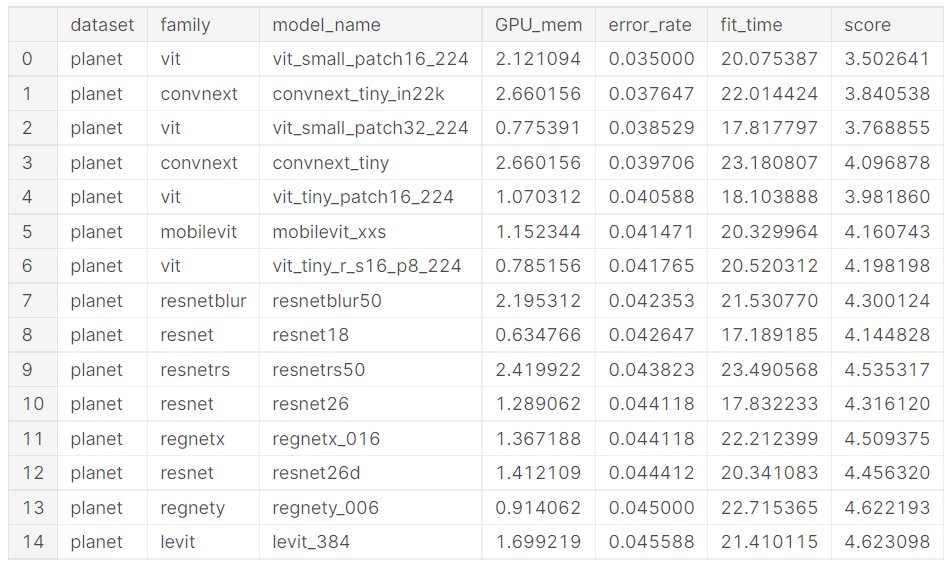 dataset family model_name GPU_mem error_rate fit_time score
0 planet vit vit_small_patch16_224 2.121094 0.035000 20.075387 3.502641
1 planet convnext convnext_tiny_in22k 2.660156 0.037647 22.014424 3.840538
2 planet vit vit_small_patch32_224 0.775391 0.038529 17.817797 3.768855
3 planet convnext convnext_tiny 2.660156 0.039706 23.180807 4.096878
4 planet vit vit_tiny_patch16_224 1.070312 0.040588 18.103888 3.981860
5 planet mobilevit mobilevit_xxs 1.152344 0.041471 20.329964 4.160743
6 planet vit vit_tiny_r_s16_p8_224 0.785156 0.041765 20.520312 4.198198
7 planet resnetblur resnetblur50 2.195312 0.042353 21.530770 4.300124
8 planet resnet resnet18 0.634766 0.042647 17.189185 4.144828
9 planet resnetrs resnetrs50 2.419922 0.043823 23.490568 4.535317
10 planet resnet resnet26 1.289062 0.044118 17.832233 4.316120
11 planet regnetx regnetx_016 1.367188 0.044118 22.212399 4.509375
12 planet resnet resnet26d 1.412109 0.044412 20.341083 4.456320
13 planet regnety regnety_006 0.914062 0.045000 22.715365 4.622193
14 planet levit levit_384 1.699219 0.045588 21.410115 4.623098